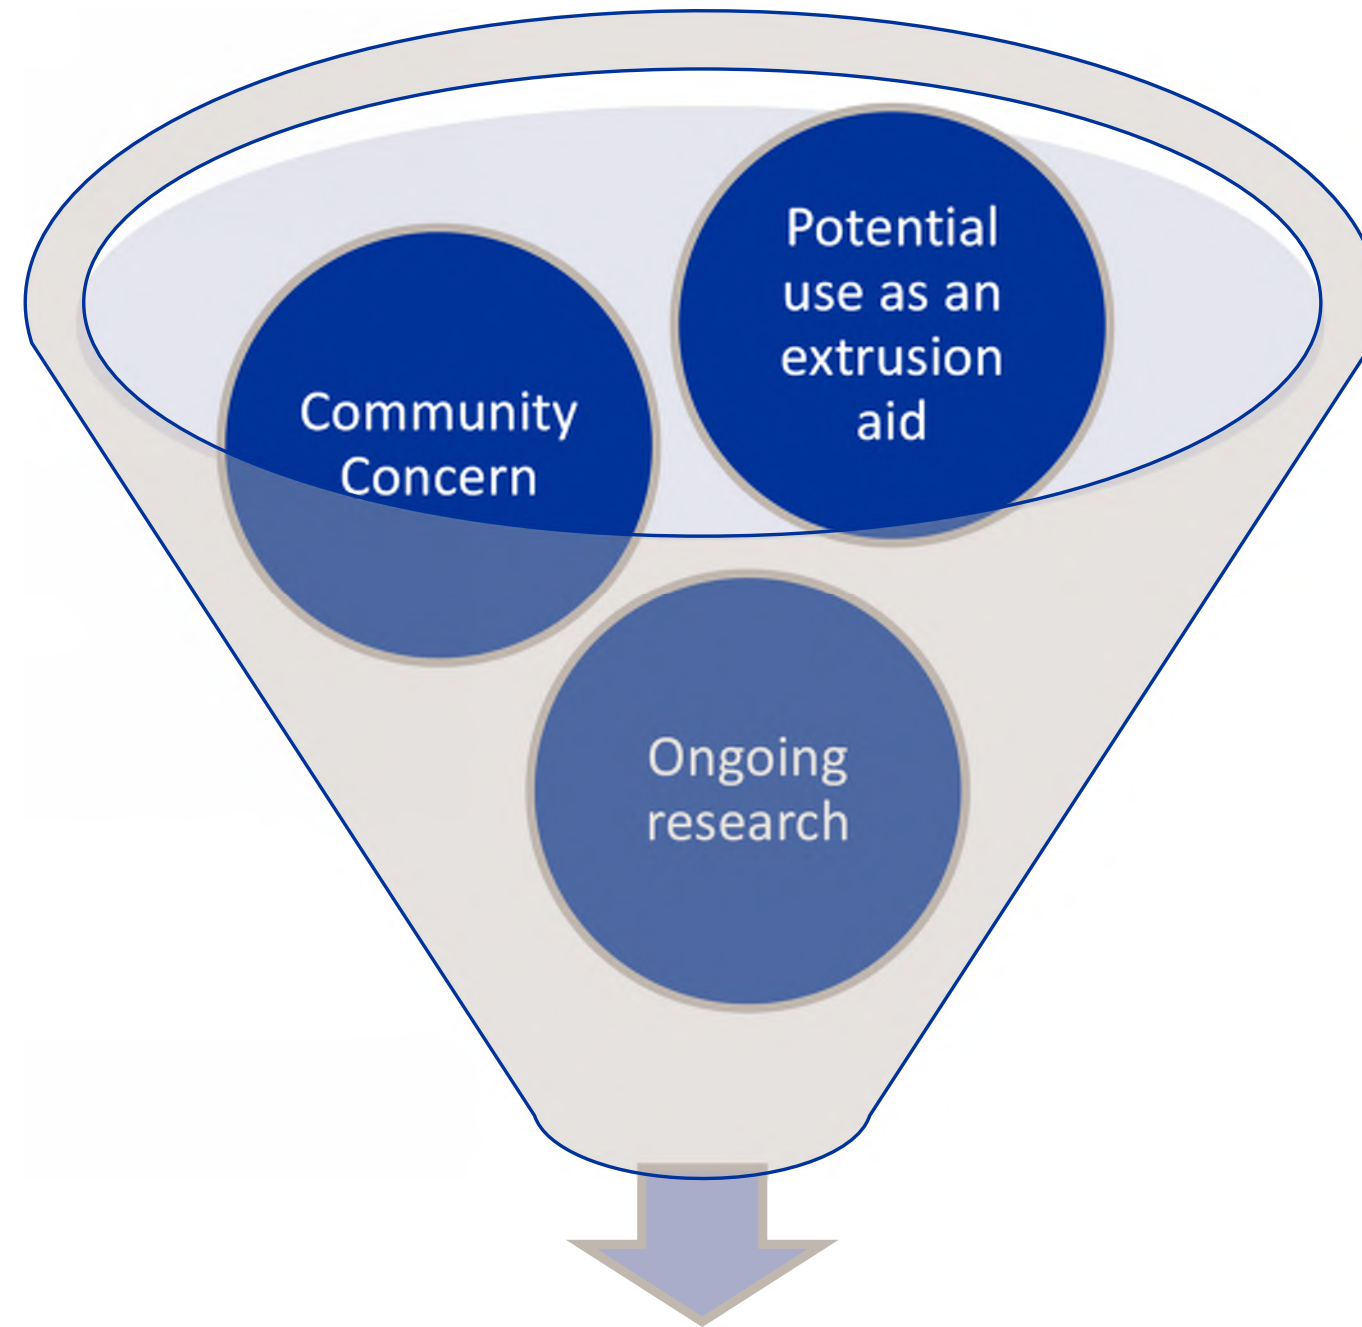 Potential
use as an
extrusion
aid
Community
Concern
Ongoing
research